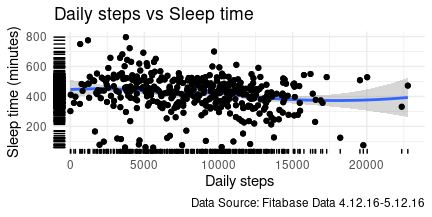 Daily steps vs Sleep time
Sleep time (minutes)
800
600
400
200
0
5000
10000
15000
20000
Daily steps
Data Source: Fitabase Data 4.12.16-5.12.16